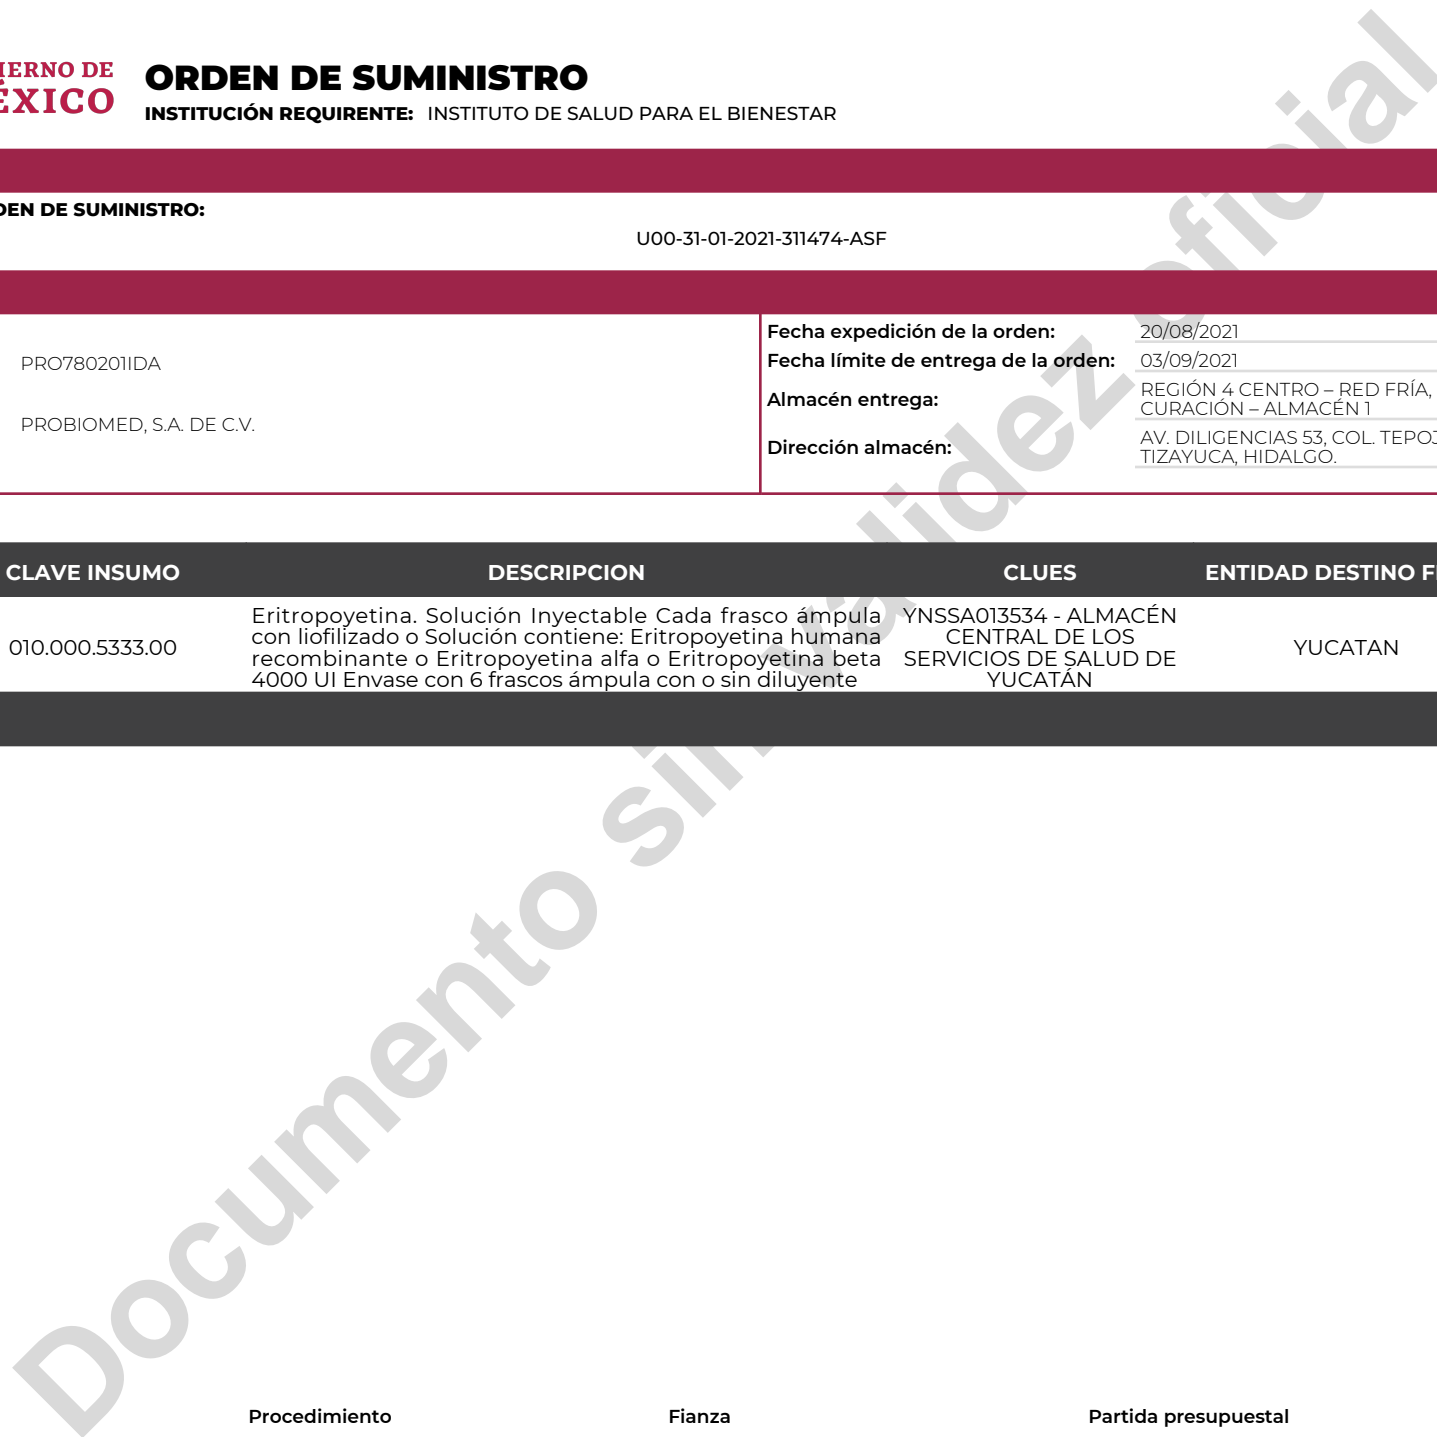 IERNO DE
ÉXICO
ORDEN DE SUMINISTRO
INSTITUCIÓN REQUIRENTE: INSTITUTO DE SALUD PARA EL BIENESTAR
DEN DE SUMINISTRO:
U00-31-01-2021-311474-ASF
PRO780201IDA
PROBIOMED, S.A. DE C.V.
Fecha expedición de la orden: 20/08/2021
Fecha límite de entrega de la orden: 03/09/2021
Almacén entrega: REGIÓN 4 CENTRO – RED FRÍA,
CURACIÓN – ALMACÉN 1
Dirección almacén: AV. DILIGENCIAS 53, COL. TEPOJ
TIZAYUCA, HIDALGO.
CLAVE INSUMO DESCRIPCION CLUES ENTIDAD DESTINO F
010.000.5333.00
Eritropoyetina. Solución Inyectable Cada frasco ámpula
con liofilizado o Solución contiene: Eritropoyetina humana
recombinante o Eritropoyetina alfa o Eritropoyetina beta
4000 UI Envase con 6 frascos ámpula con o sin diluyente
YNSSA013534 - ALMACÉN
CENTRAL DE LOS
SERVICIOS DE SALUD DE
YUCATÁN
YUCATAN
Documento sin validez oficial
Procedimiento Fianza Partida presupuestal